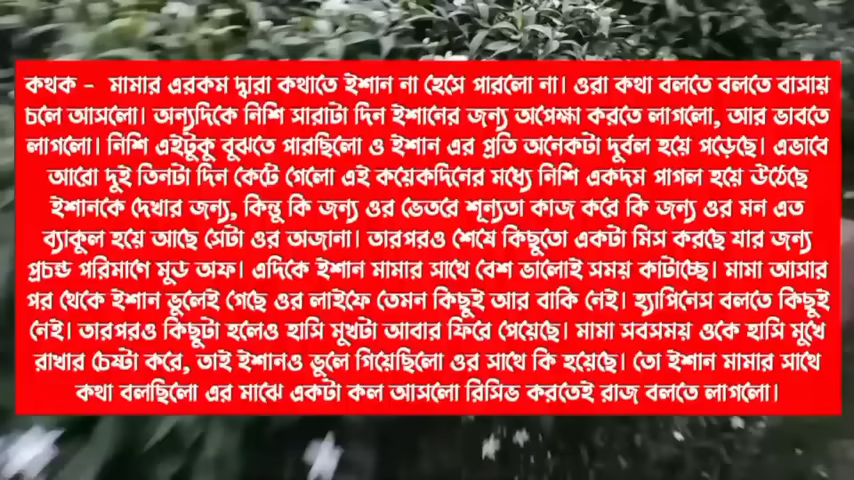 কথক - মামার এরকম দ্বারা কথাতে ইশান না হেসে পারলো না। ওরা কথা বলতে বলতে বাসায়
চলে আসলো। অন্যদিকে নিশি সারাটা দিন ইশানের জন্য অপেক্ষা করতে লাগলো, আর ভাবতে
লাগলো। নিশি এইটুকু বুঝতে পারছিলো ও ইশান এর প্রতি অনেকটা দুর্বল হয়ে পড়েছে। এভাবে
আরো দুই তিনটা দিন কেটে গেলো এই কয়েকদিনের মধ্যে নিশি একদম পাগল হয়ে উঠেছে
ইশানকে দেখার জন্য, কিন্তু কি জন্য ওর ভেতরে শূন্যতা কাজ করে কি জন্য ওর মন এত
ব্যাকুল হয়ে আছে সেটা ওর অজানা। তারপরও শেষে কিছুতো একটা মিস করছে যার জন্য
প্রচন্ড পরিমাণে মুড অফ। এদিকে ইশান মামার সাথে বেশ ভালোই সময় কাটাচ্ছে। মামা আসার
পর থেকে ইশান ভুলেই গেছে ওর লাইফে তেমন কিছুই আর বাকি নেই। হ্যাপিনেস বলতে কিছুই
নেই। তারপরও কিছুটা হলেও হাসি মুখটা আবার ফিরে পেয়েছে। মামা সবসময় ওকে হাসি মুখে
রাখার চেষ্টা করে, তাই ইশানও ভুলে গিয়েছিলো ওর সাথে কি হয়েছে। তো ইশান মামার সাথে
কথা বলছিলো এর মাঝে একটা কল আসলো রিসিভ করতেই রাজ বলতে লাগলো।